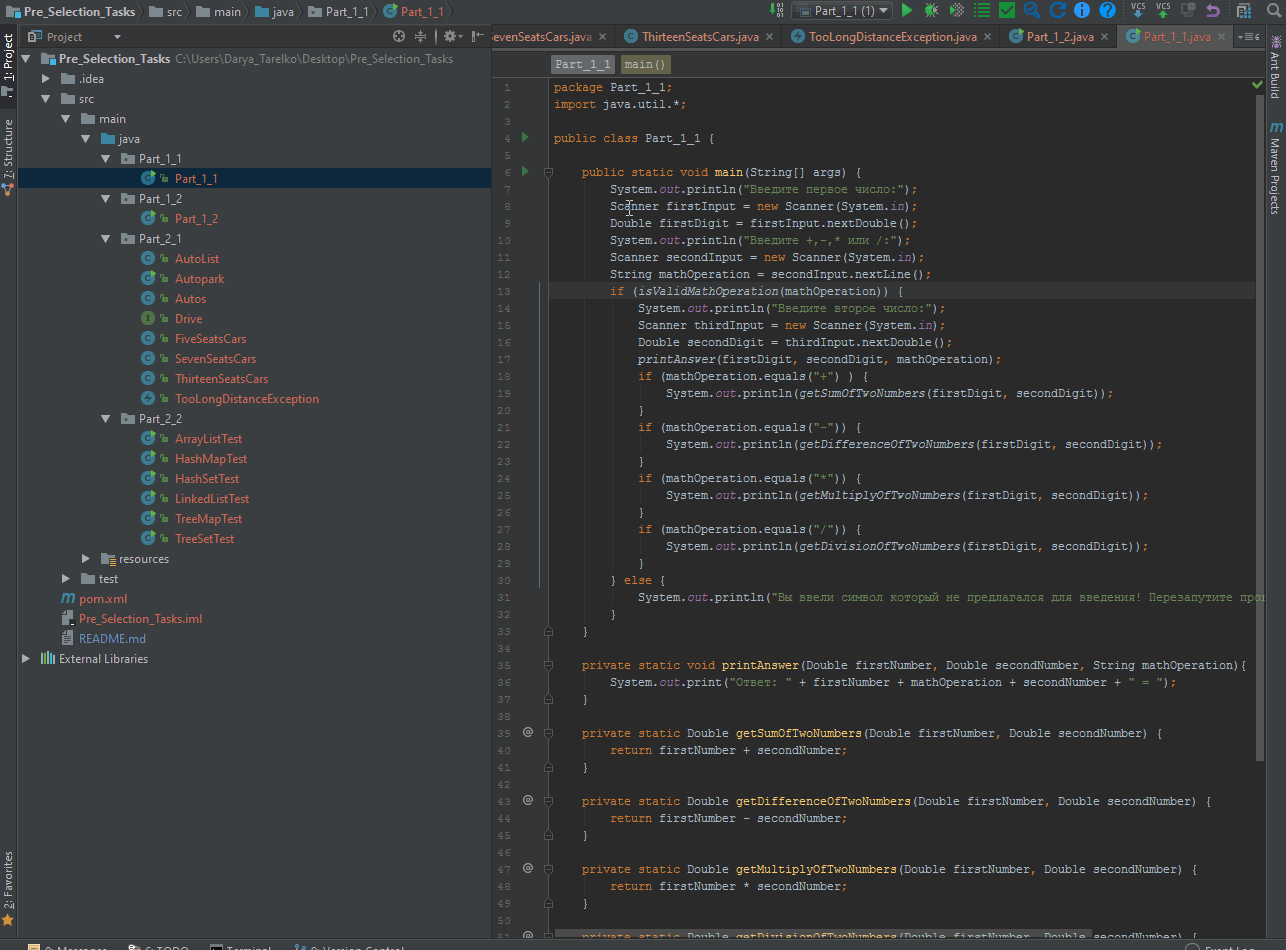 Pre_Selection_Tasks src main java Part_1_1 Part_1_1
Part_1_1 (1)
VCS VCS
Project
evenSeatsCars.java ThirteenSeatsCars.java TooLongDistanceException.java Part_1_2.java Part_1_1.java
1: Project
7: Structure
2: Favorites
Pre_Selection_Tasks C:\Users\Darya_Tarelko\Desktop\Pre_Selection_Tasks
.idea
src
main
java
Part_1_1
Part_1_1
Part_1_2
Part_1_2
Part_2_1
AutoList
Autopark
Autos
Drive
FiveSeatsCars
SevenSeatsCars
ThirteenSeatsCars
TooLongDistanceException
Part_2_2
ArrayListTest
HashMapTest
HashSetTest
LinkedListTest
TreeMapTest
TreeSetTest
resources
test
pom.xml
Pre_Selection_Tasks.iml
README.md
External Libraries
Part_1_1 main()
1 package Part_1_1;
2 import java.util.*;
3
4 public class Part_1_1 {
5
6 public static void main(String[] args) {
7 System.out.println("Введите первое число:");
8 Scanner firstInput = new Scanner(System.in);
9 Double firstDigit = firstInput.nextDouble();
10 System.out.println("Введите +,-,* или /:");
11 Scanner secondInput = new Scanner(System.in);
12 String mathOperation = secondInput.nextLine();
13 if (isValidMathOperation(mathOperation)) {
14 System.out.println("Введите второе число:");
15 Scanner thirdInput = new Scanner(System.in);
16 Double secondDigit = thirdInput.nextDouble();
17 printAnswer(firstDigit, secondDigit, mathOperation);
18 if (mathOperation.equals("+") ) {
19 System.out.println(getSumOfTwoNumbers(firstDigit, secondDigit));
20 }
21 if (mathOperation.equals("-")) {
22 System.out.println(getDifferenceOfTwoNumbers(firstDigit, secondDigit));
23 }
24 if (mathOperation.equals("*")) {
25 System.out.println(getMultiplyOfTwoNumbers(firstDigit, secondDigit));
26 }
27 if (mathOperation.equals("/")) {
28 System.out.println(getDivisionOfTwoNumbers(firstDigit, secondDigit));
29 }
30 } else {
31 System.out.println("Вы ввели символ который не предлагался для введения! Перезапутите прог
32 }
33 }
34
35 private static void printAnswer(Double firstNumber, Double secondNumber, String mathOperation){
36 System.out.print("Ответ: " + firstNumber + mathOperation + secondNumber + " = ");
37 }
38
39 private static Double getSumOfTwoNumbers(Double firstNumber, Double secondNumber) {
40 return firstNumber + secondNumber;
41 }
42
43 private static Double getDifferenceOfTwoNumbers(Double firstNumber, Double secondNumber) {
44 return firstNumber - secondNumber;
45 }
46
47 private static Double getMultiplyOfTwoNumbers(Double firstNumber, Double secondNumber) {
48 return firstNumber * secondNumber;
49 }
50
51 private static Double getDivisionOfTwoNumbers(Double firstNumber, Double secondNumber) {
Ant Build
Maven Projects
0: Messages 6: TODO Terminal 9: Version Control Event Log